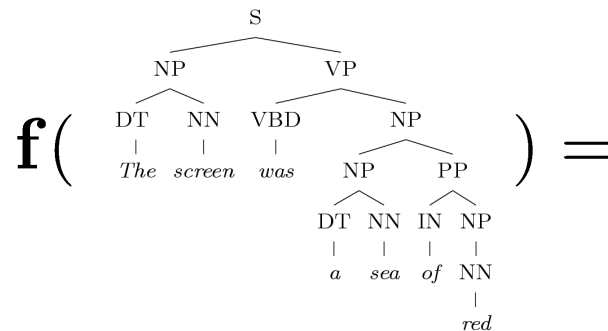 S
NP VP
DT NN VBD NP
f( The screen was ) =
NP PP
DT NN IN NP
a sea of NN
red